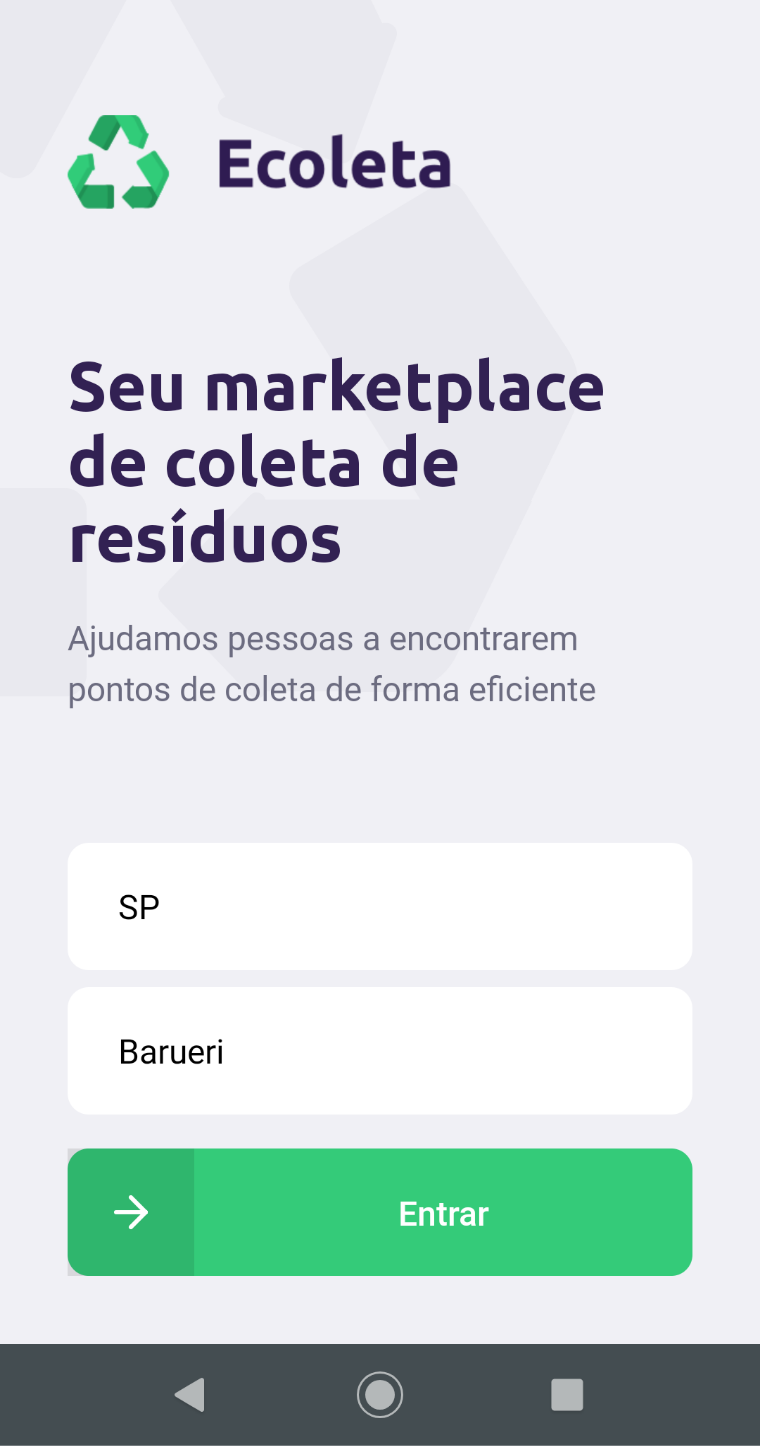 Ecoleta
Seu marketplace
de coleta de
resíduos
Ajudamos pessoas a encontrarem
pontos de coleta de forma eficiente
SP
Barueri
Entrar